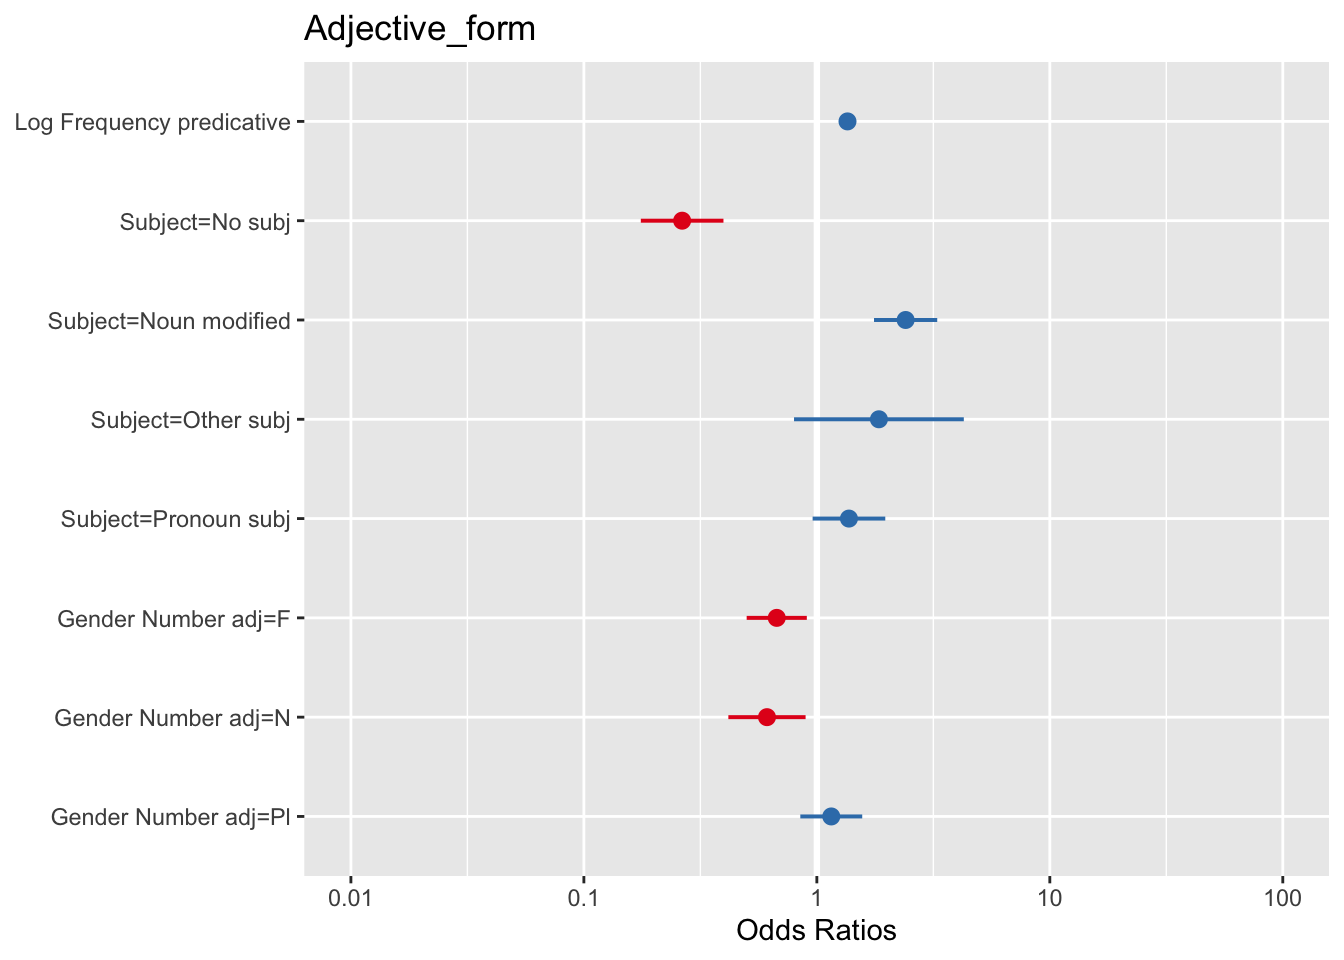 Adjective_form
Log Frequency predicative
Subject=No subj
Subject=Noun modified
Subject=Other subj
Subject=Pronoun subj
Gender Number adj=F
Gender Number adj=N
Gender Number adj=Pl
0.01 0.1 1 10 100
Odds Ratios